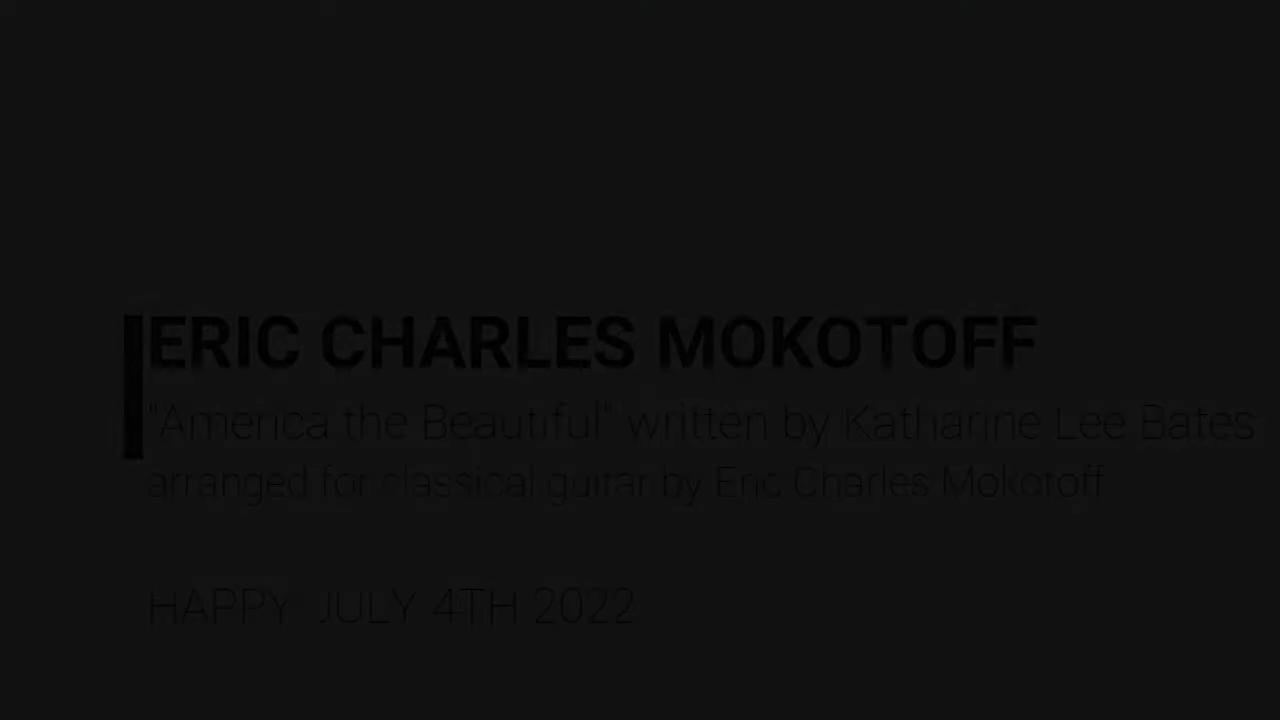 ERIC CHARLES MOKOTOFF
"America the Beautiful" written by Katharine Lee Bates
arranged for classical guitar by Eric Charles Mokotoff
HAPPY JULY 4TH 2022